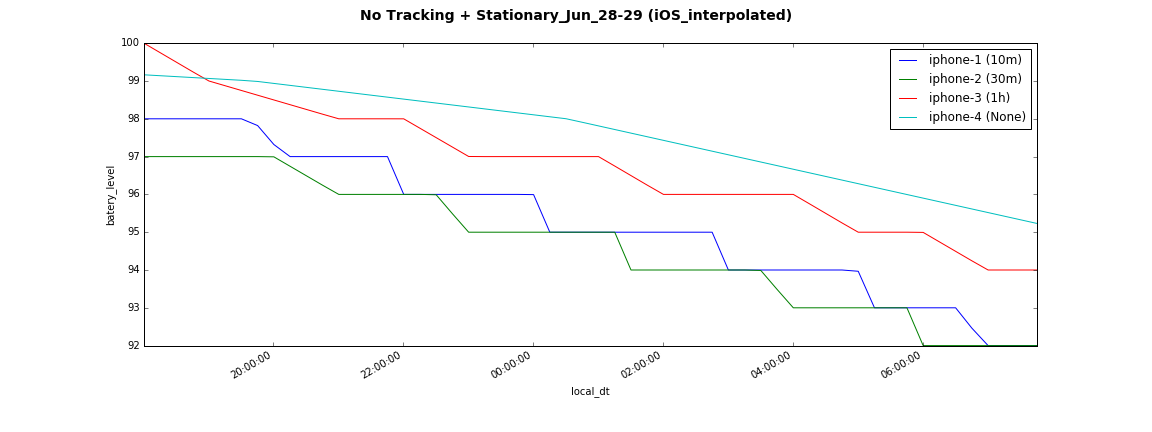 No Tracking + Stationary_Jun_28-29 (iOS_interpolated)
100
99
98
97
96
95
94
93
92
batery_level
iphone-1 (10m)
iphone-2 (30m)
iphone-3 (1h)
iphone-4 (None)
20:00:00
22:00:00
00:00:00
02:00:00
04:00:00
06:00:00
local_dt